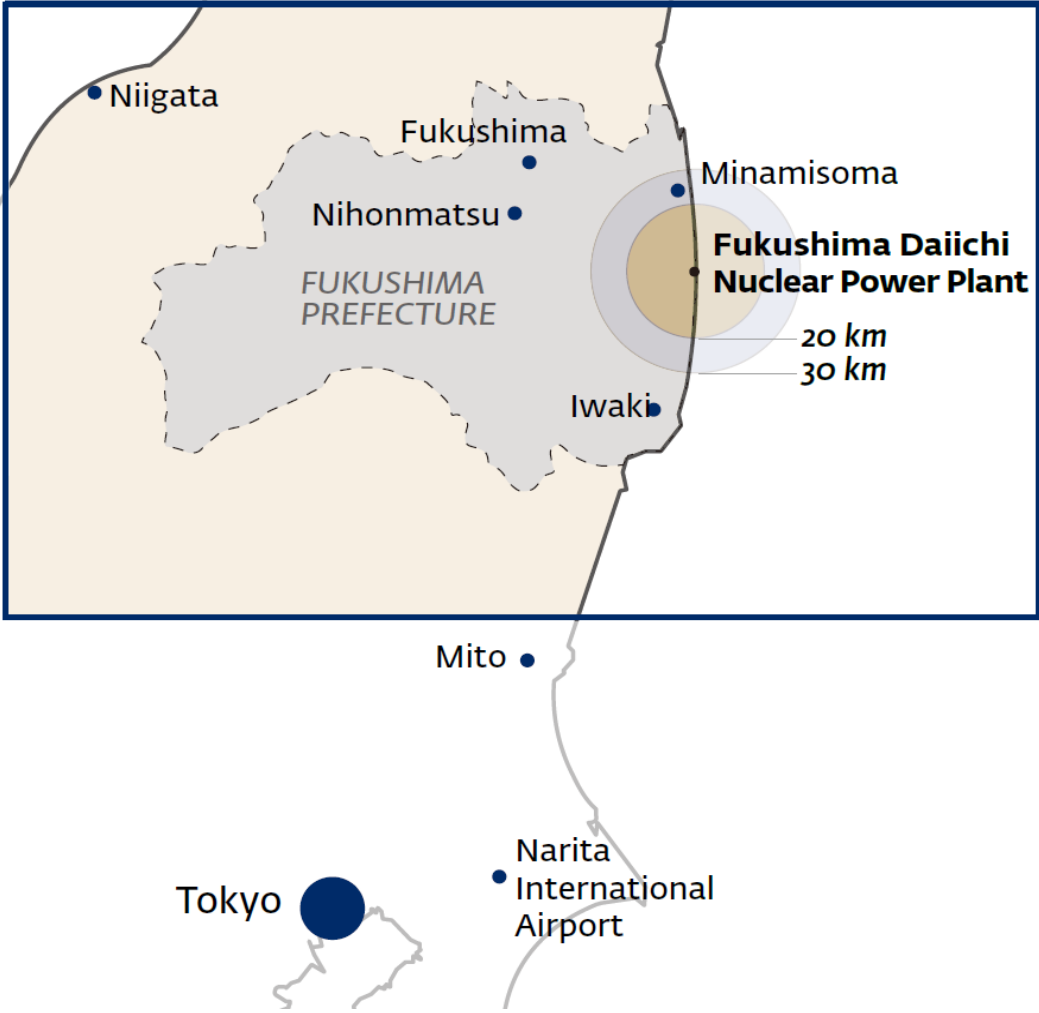 Niigata
Fukushima
Minamisoma
Nihonmatsu
Fukushima Daiichi
Nuclear Power Plant
FUKUSHIMA
PREFECTURE
20 km
30 km
Iwaki
Mito
Narita
International
Airport
Tokyo